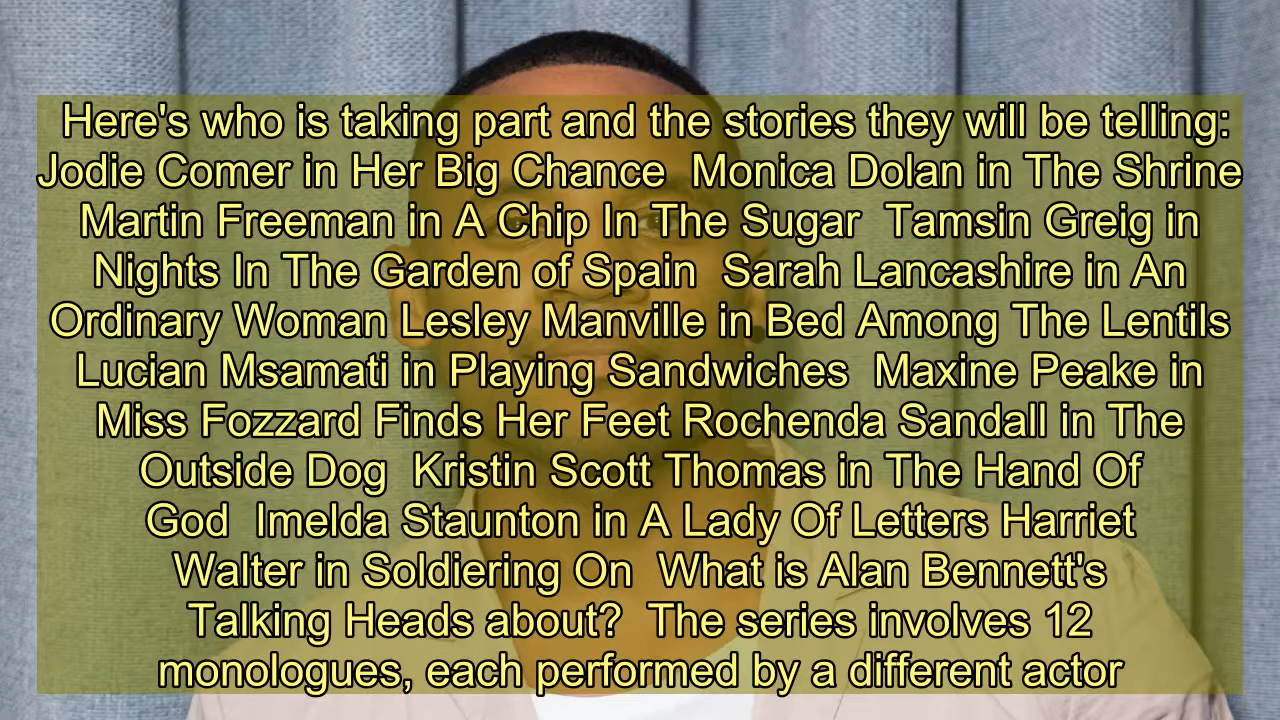 Here's who is taking part and the stories they will be telling:
Jodie Comer in Her Big Chance  Monica Dolan in The Shrine
Martin Freeman in A Chip In The Sugar  Tamsin Greig in
Nights In The Garden of Spain  Sarah Lancashire in An
Ordinary Woman Lesley Manville in Bed Among The Lentils
Lucian Msamati in Playing Sandwiches  Maxine Peake in
Miss Fozzard Finds Her Feet Rochenda Sandall in The
Outside Dog  Kristin Scott Thomas in The Hand Of
God  Imelda Staunton in A Lady Of Letters Harriet
Walter in Soldiering On  What is Alan Bennett's
Talking Heads about?  The series involves 12
monologues, each performed by a different actor